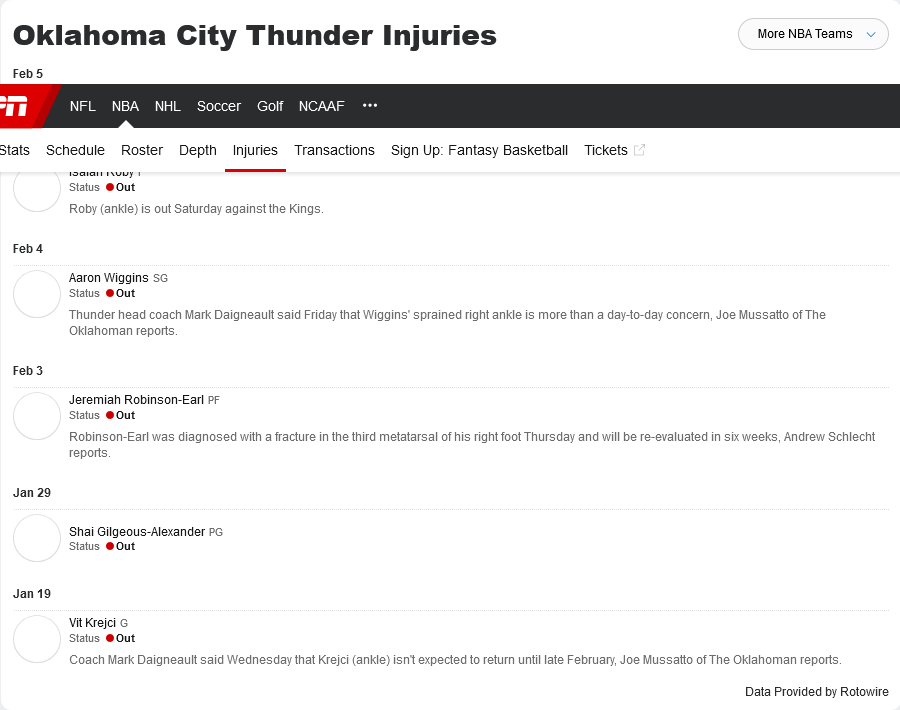 Oklahoma City Thunder Injuries
More NBA Teams
Feb 5
NFL NBA NHL Soccer Golf NCAAF •••
Stats Schedule Roster Depth Injuries Transactions Sign Up: Fantasy Basketball Tickets
Isaiah Roby F
Status Out
Roby (ankle) is out Saturday against the Kings.
Feb 4
Aaron Wiggins SG
Status Out
Thunder head coach Mark Daigneault said Friday that Wiggins' sprained right ankle is more than a day-to-day concern, Joe Mussatto of The
Oklahoman reports.
Feb 3
Jeremiah Robinson-Earl PF
Status Out
Robinson-Earl was diagnosed with a fracture in the third metatarsal of his right foot Thursday and will be re-evaluated in six weeks, Andrew Schlecht
reports.
Jan 29
Shai Gilgeous-Alexander PG
Status Out
Jan 19
Vit Krejci G
Status Out
Coach Mark Daigneault said Wednesday that Krejci (ankle) isn't expected to return until late February, Joe Mussatto of The Oklahoman reports.
Data Provided by Rotowire